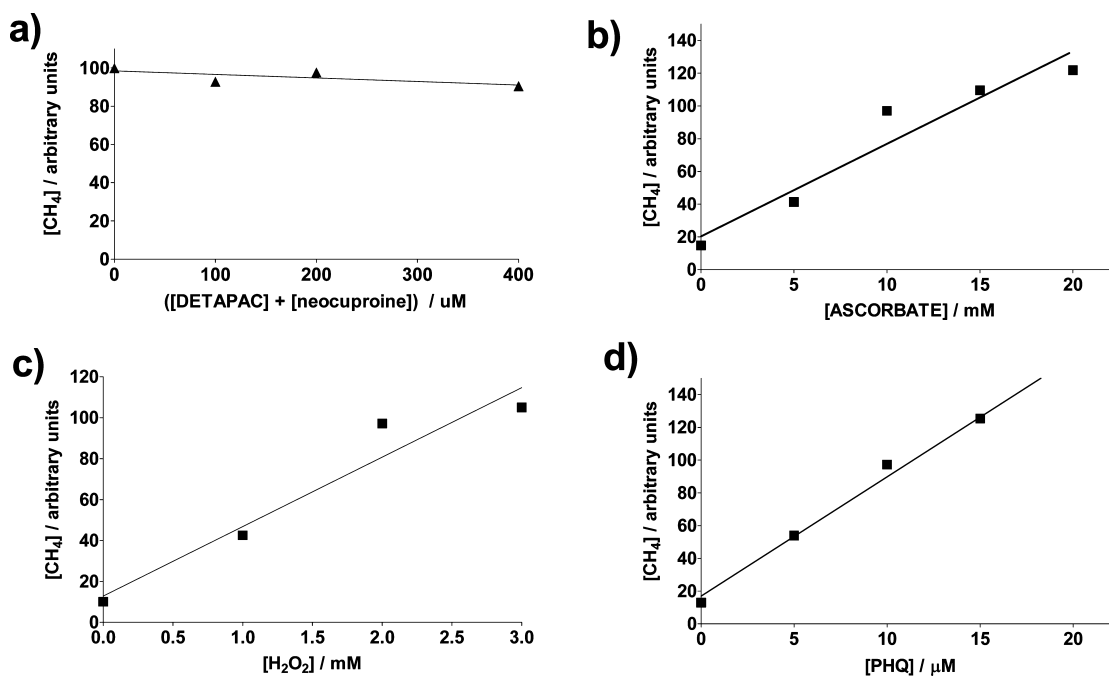 a)
[CH₄] / arbitrary units
100
80
60
40
20
0
0 100 200 300 400
([DETAPAC] + [neocuproine]) / uM
b)
[CH₄] / arbitrary units
140
120
100
80
60
40
20
0
0 5 10 15 20
[ASCORBATE] / mM
c)
[CH₄] / arbitrary units
120
100
80
60
40
20
0
0.0 0.5 1.0 1.5 2.0 2.5 3.0
[H₂O₂] / mM
d)
[CH₄] / arbitrary units
140
120
100
80
60
40
20
0
0 5 10 15 20
[PHQ] / μM